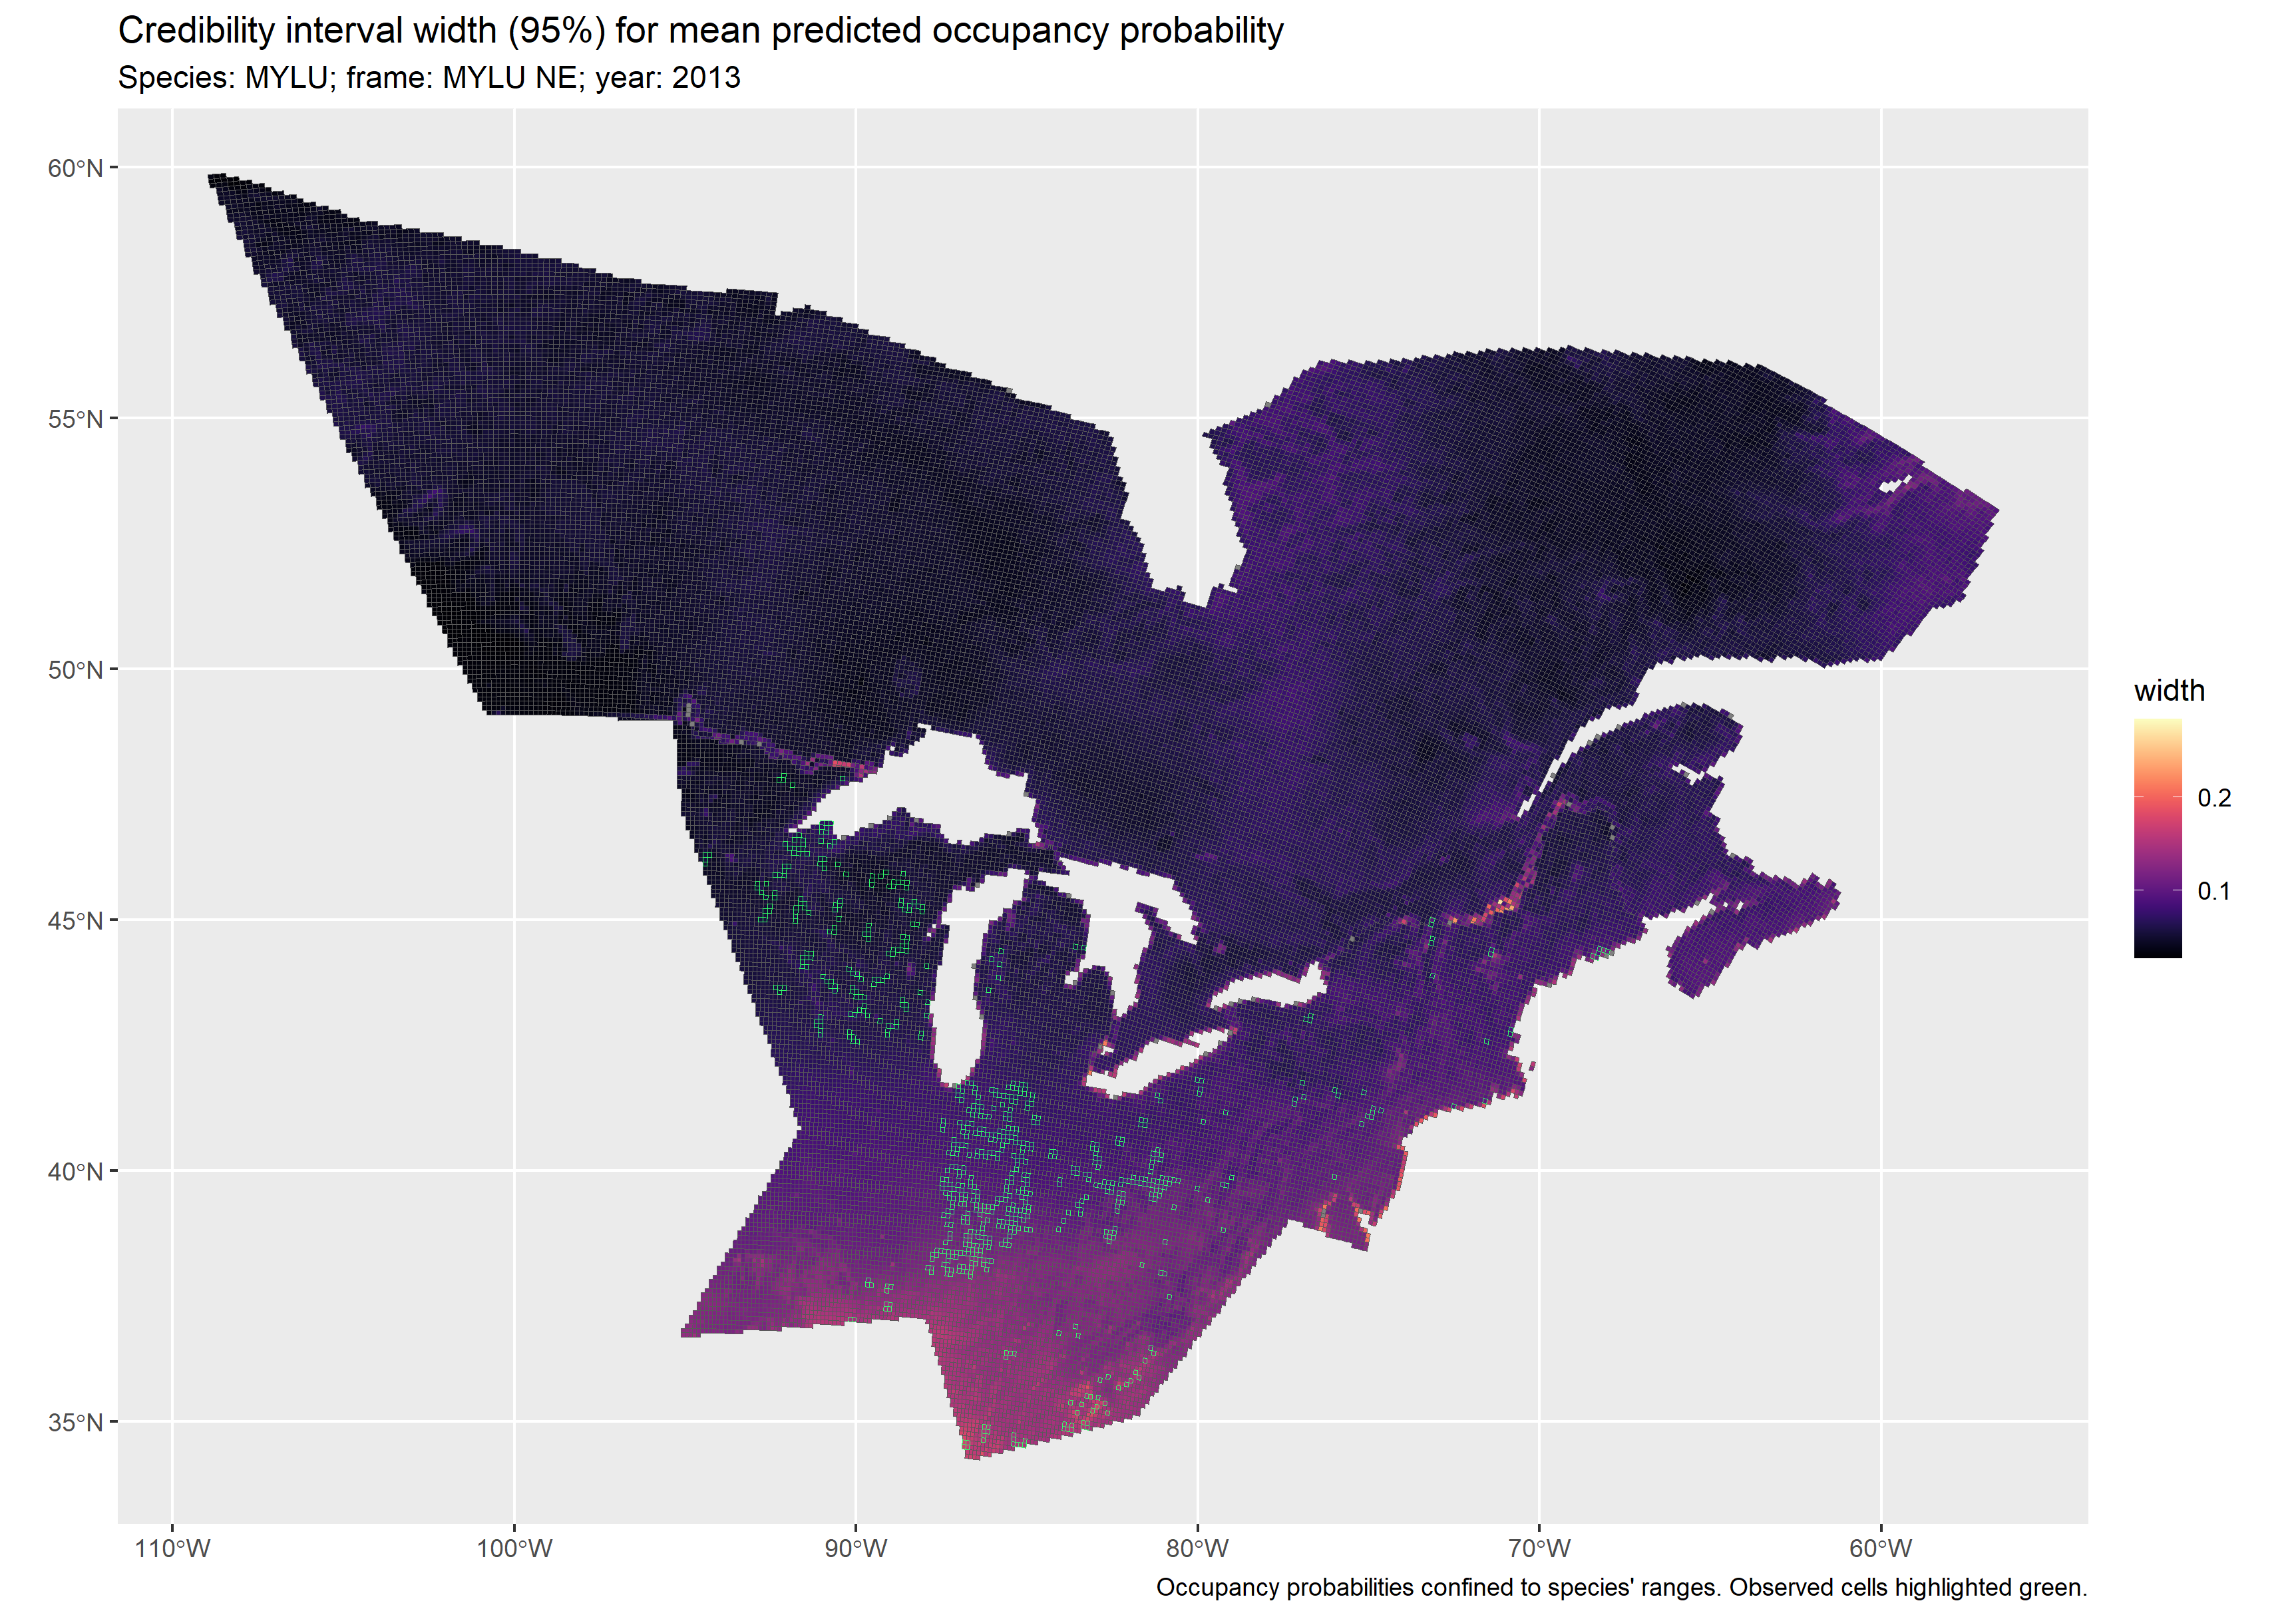 Credibility interval width (95%) for mean predicted occupancy probability
Species: MYLU; frame: MYLU NE; year: 2013
60°N
55°N
50°N
45°N
40°N
35°N
110°W
100°W
90°W
80°W
70°W
60°W
width
0.2
0.1
Occupancy probabilities confined to species' ranges. Observed cells highlighted green.